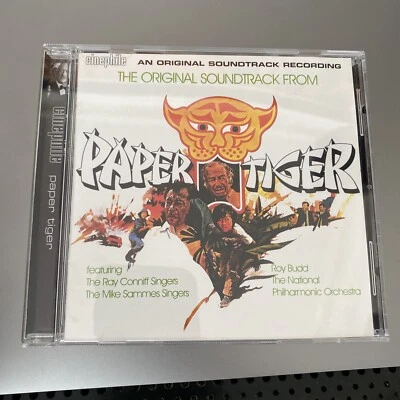 cinephile
AN ORIGINAL SOUNDTRACK RECORDING
THE ORIGINAL SOUNDTRACK FROM
PAPER TIGER
featuring
The Ray Conniff Singers
The Mike Sammes Singers
Roy Budd
The National
Philharmonic Orchestra
cinephile
paper tiger